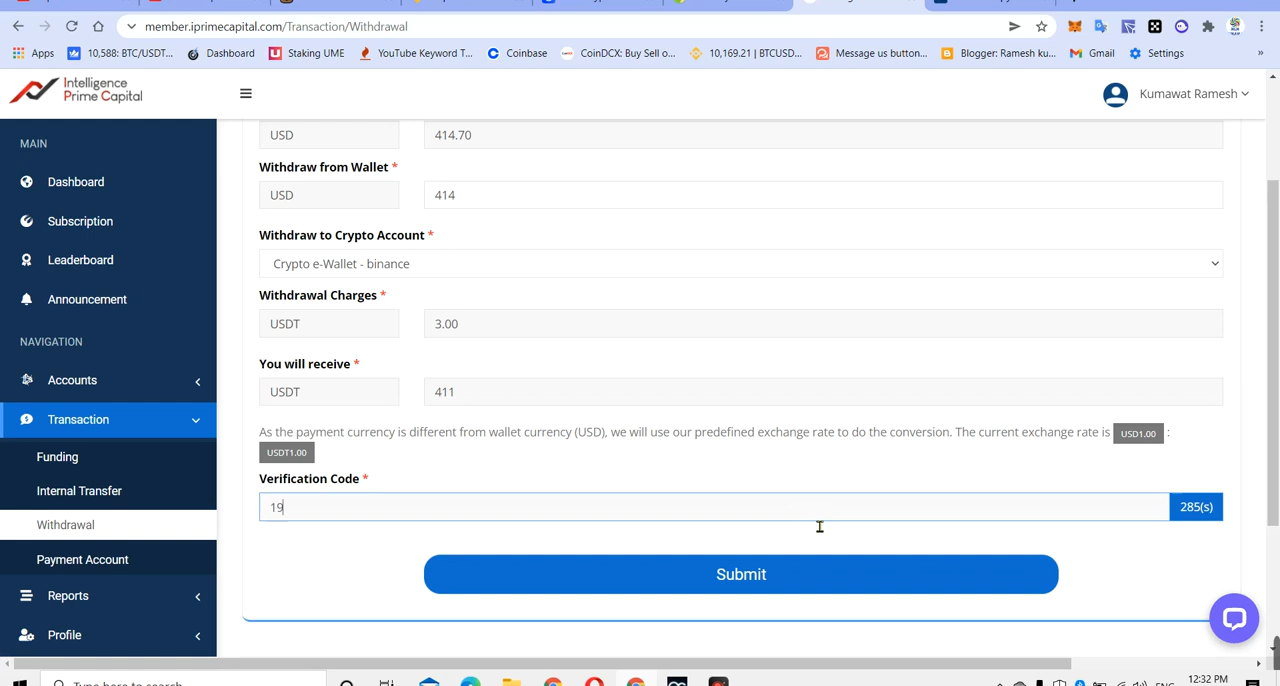 member.iprimecapital.com/Transaction/Withdrawal
Apps 10,588: BTC/USDT... Dashboard Staking UME YouTube Keyword T... Coinbase CoinDCX: Buy Sell o... 10,169.21 | BTCUSD... Message us button... Blogger: Ramesh ku... Gmail Settings »
Intelligence
Prime Capital
Kumawat Ramesh
MAIN
Dashboard
Subscription
Leaderboard
Announcement
NAVIGATION
Accounts
Transaction
Funding
Internal Transfer
Withdrawal
Payment Account
Reports
Profile
USD 414.70
Withdraw from Wallet *
USD 414
Withdraw to Crypto Account *
Crypto e-Wallet - binance
Withdrawal Charges *
USDT 3.00
You will receive *
USDT 411
As the payment currency is different from wallet currency (USD), we will use our predefined exchange rate to do the conversion. The current exchange rate is USD1.00 :
USDT1.00
Verification Code *
19 285(s)
Submit
Type here to search
ENG 12:32 PM